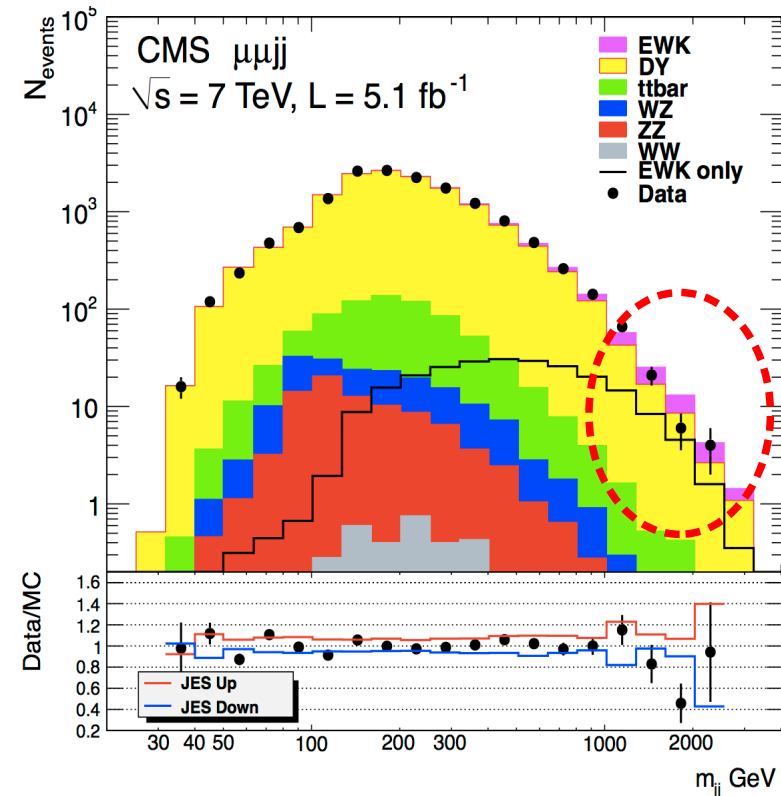 CMS μμjj
√s = 7 TeV, L = 5.1 fb⁻¹
EWK
DY
ttbar
WZ
ZZ
WW
EWK only
Data
N_events
10⁵
10⁴
10³
10²
10
1
Data/MC
1.6
1.4
1.2
1
0.8
0.6
0.4
0.2
JES Up
JES Down
30 40 50 100 200 300 1000 2000
m_jj GeV